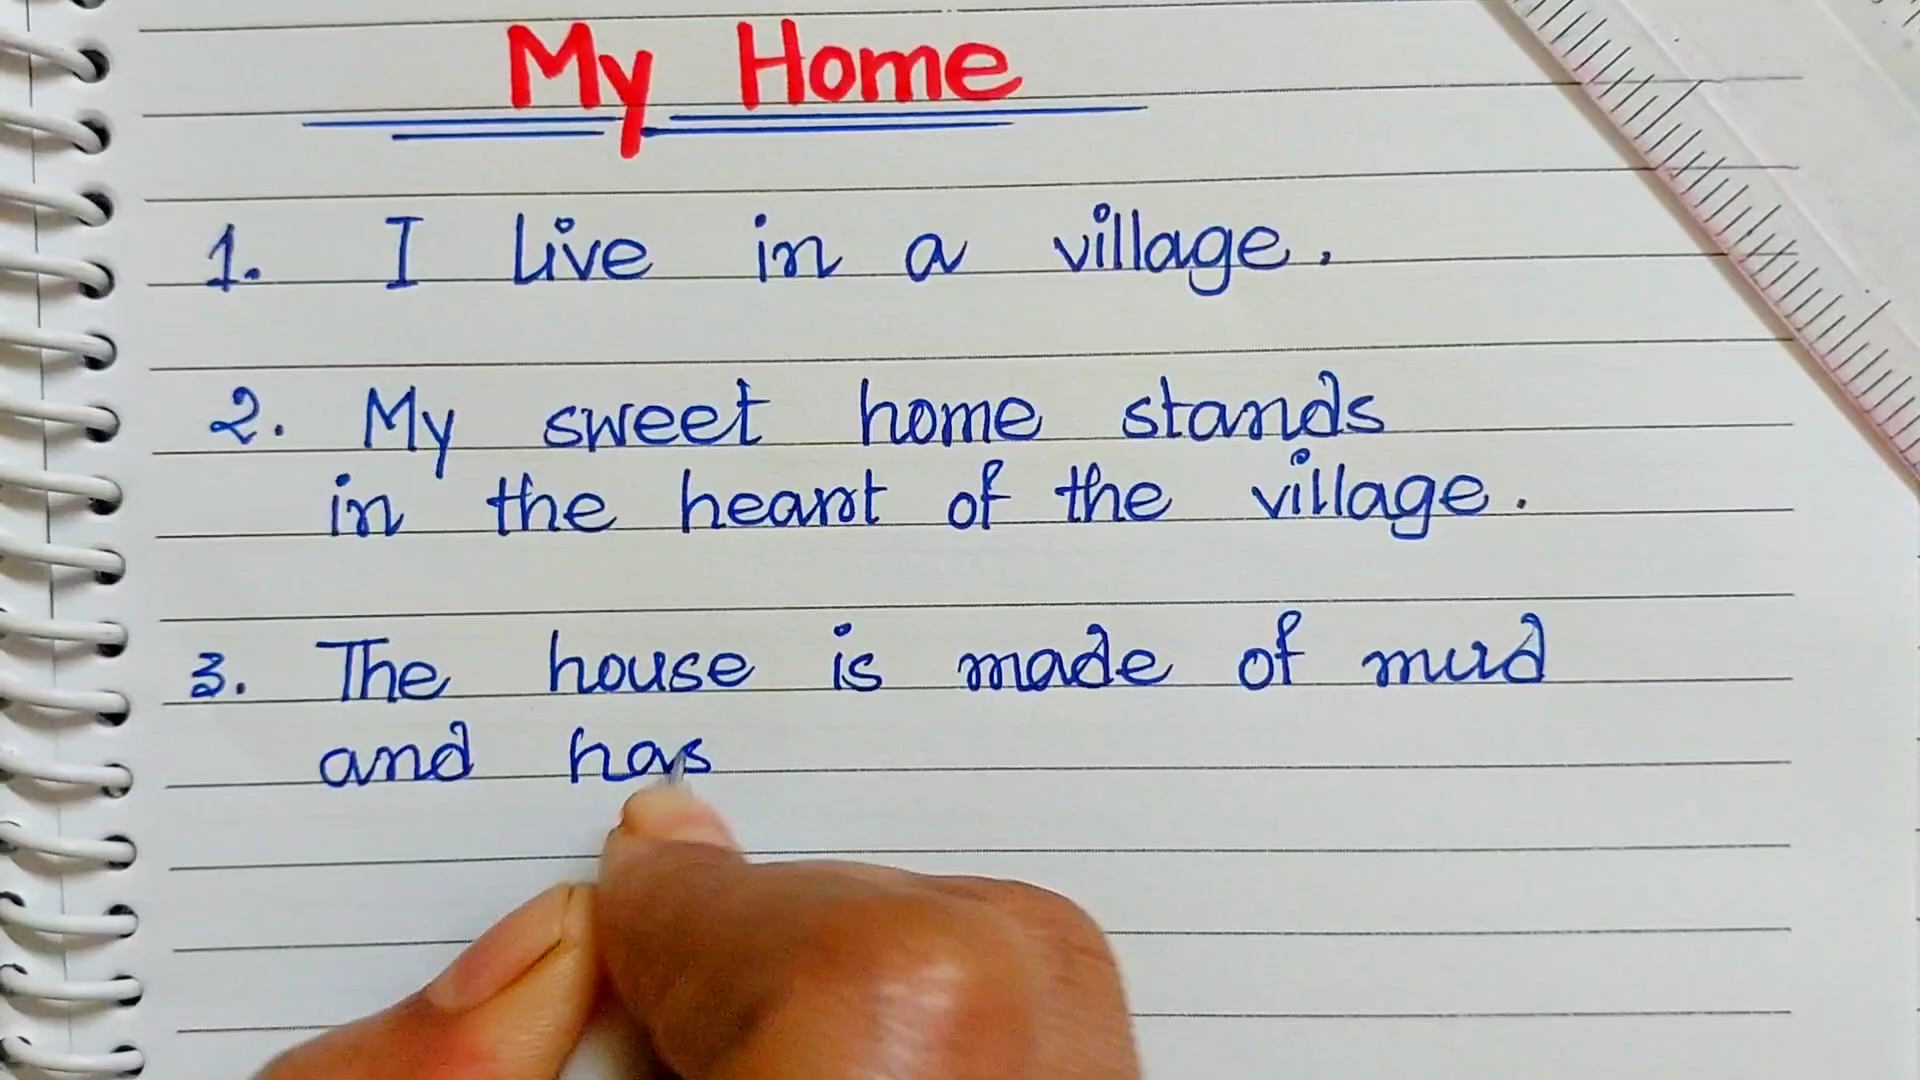 My Home
1. I live in a village.
2. My sweet home stands
in the heart of the village.
3. The house is made of mud
and has